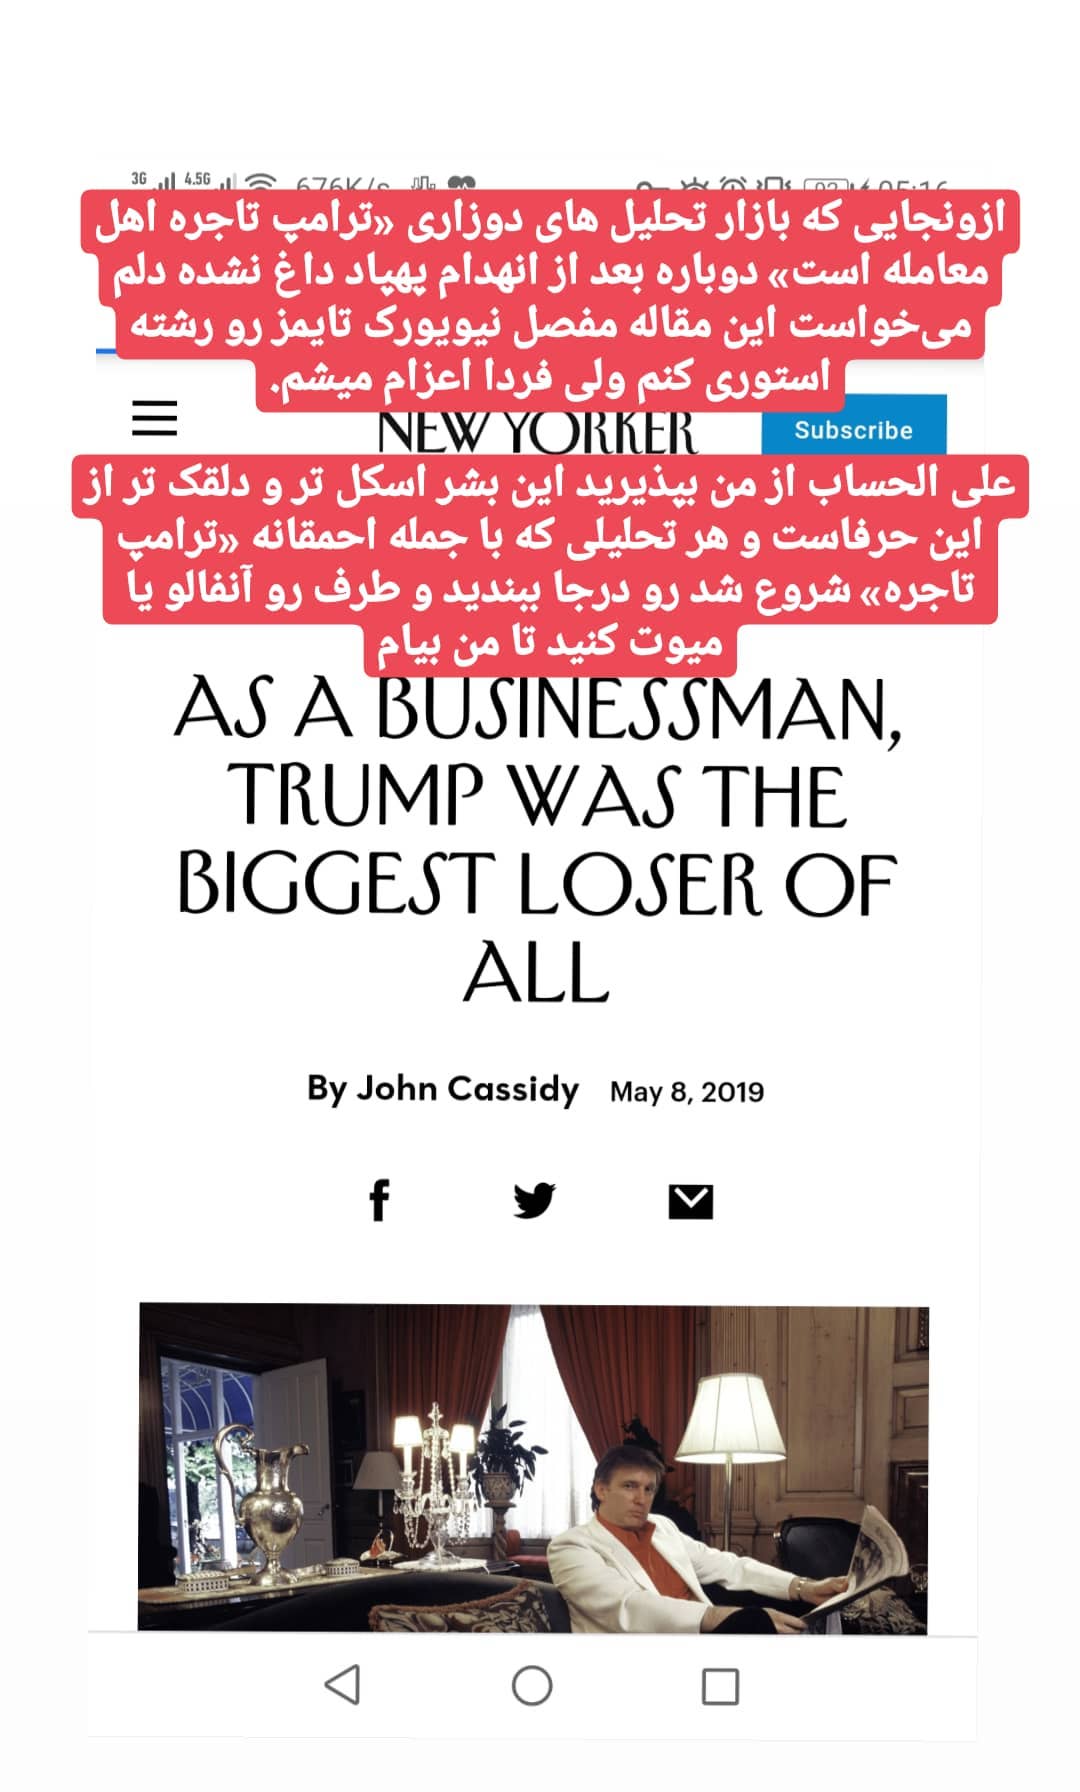 3G 4.5G 676K/s 05:16
ازونجایی که بازار تحلیل های دوزاری «ترامپ تاجره اهل
معامله است» دوباره بعد از انهدام پهپاد داغ نشده دلم
می‌خواست این مقاله مفصل نیویورک تایمز رو رشته
استوری کنم ولی فردا اعزام میشم.
NEW YORKER
Subscribe
علی الحساب از من بپذیرید این بشر اسکل تر و دلقک تر از
این حرفاست و هر تحلیلی که با جمله احمقانه «ترامپ
تاجره» شروع شد رو درجا ببندید و طرف رو آنفالو یا
میوت کنید تا من بیام
AS A BUSINESSMAN,
TRUMP WAS THE
BIGGEST LOSER OF
ALL
By John Cassidy May 8, 2019